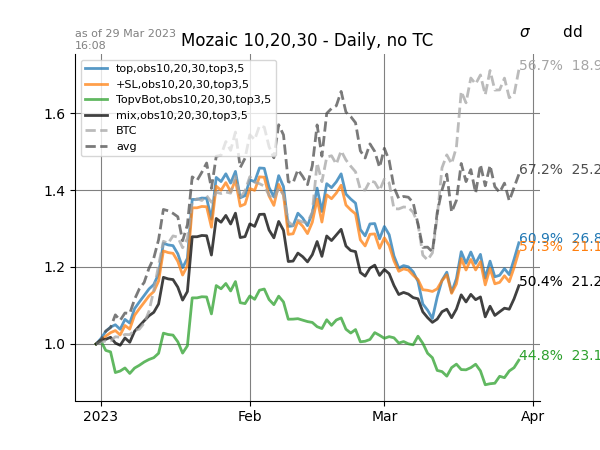 as of 29 Mar 2023
16:08
Mozaic 10,20,30 - Daily, no TC
σ dd
top,obs10,20,30,top3,5
+SL,obs10,20,30,top3,5
TopvBot,obs10,20,30,top3,5
mix,obs10,20,30,top3,5
BTC
avg
56.7% 18.9
67.2% 25.2
60.9% 26.8
57.3% 21.1
50.4% 21.2
44.8% 23.1
1.6
1.4
1.2
1.0
2023 Feb Mar Apr